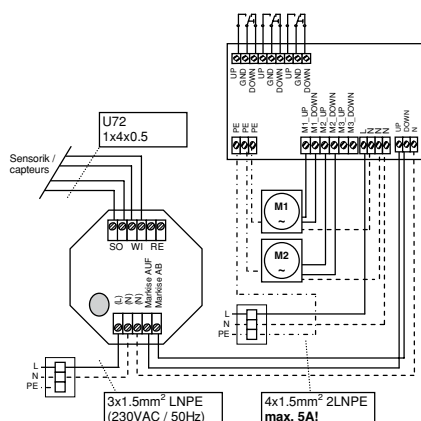 UP GND DOWN UP GND DOWN UP GND DOWN
U72
1x4x0.5
Sensorik /
capteurs
PE PE PE
M1_UP M1_DOWN M2_UP M2_DOWN M3_UP M3_DOWN L N N N
UP DOWN N
M1
~
M2
~
SO WI RE
(L) (N) (N) Markise AUF Markise AB
L
N
PE
L
N
PE
3x1.5mm² LNPE
(230VAC / 50Hz)
4x1.5mm² 2LNPE
max. 5A!